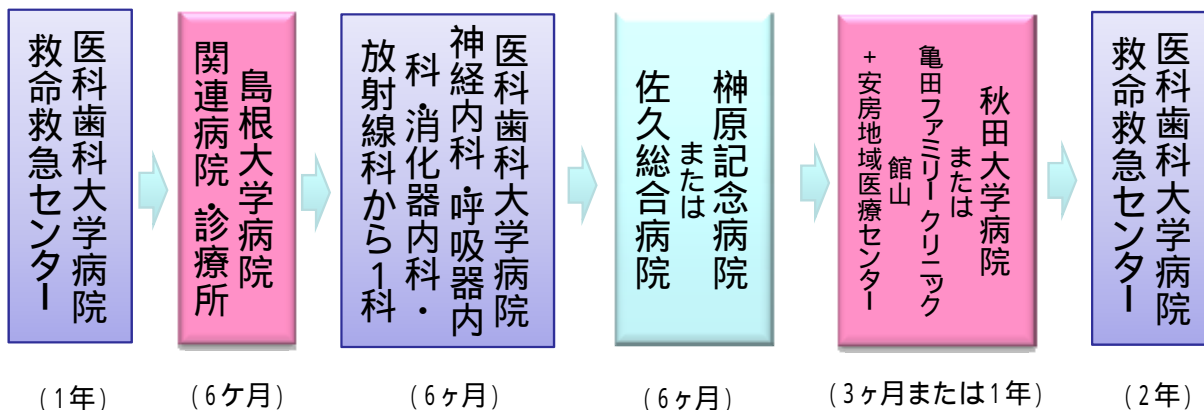 医科歯科大学病院
救命救急センター
島根大学病院
関連病院・診療所
医科歯科大学病院
神経内科・呼吸器内
科・消化器内科・
放射線科から1科
榊原記念病院
または
佐久総合病院
秋田大学病院
または
亀田ファミリークリニック
館山
+安房地域医療センター
医科歯科大学病院
救命救急センター
(1年)
(6ケ月)
(6ヶ月)
(6ヶ月)
(3ヶ月または1年)
(2年)